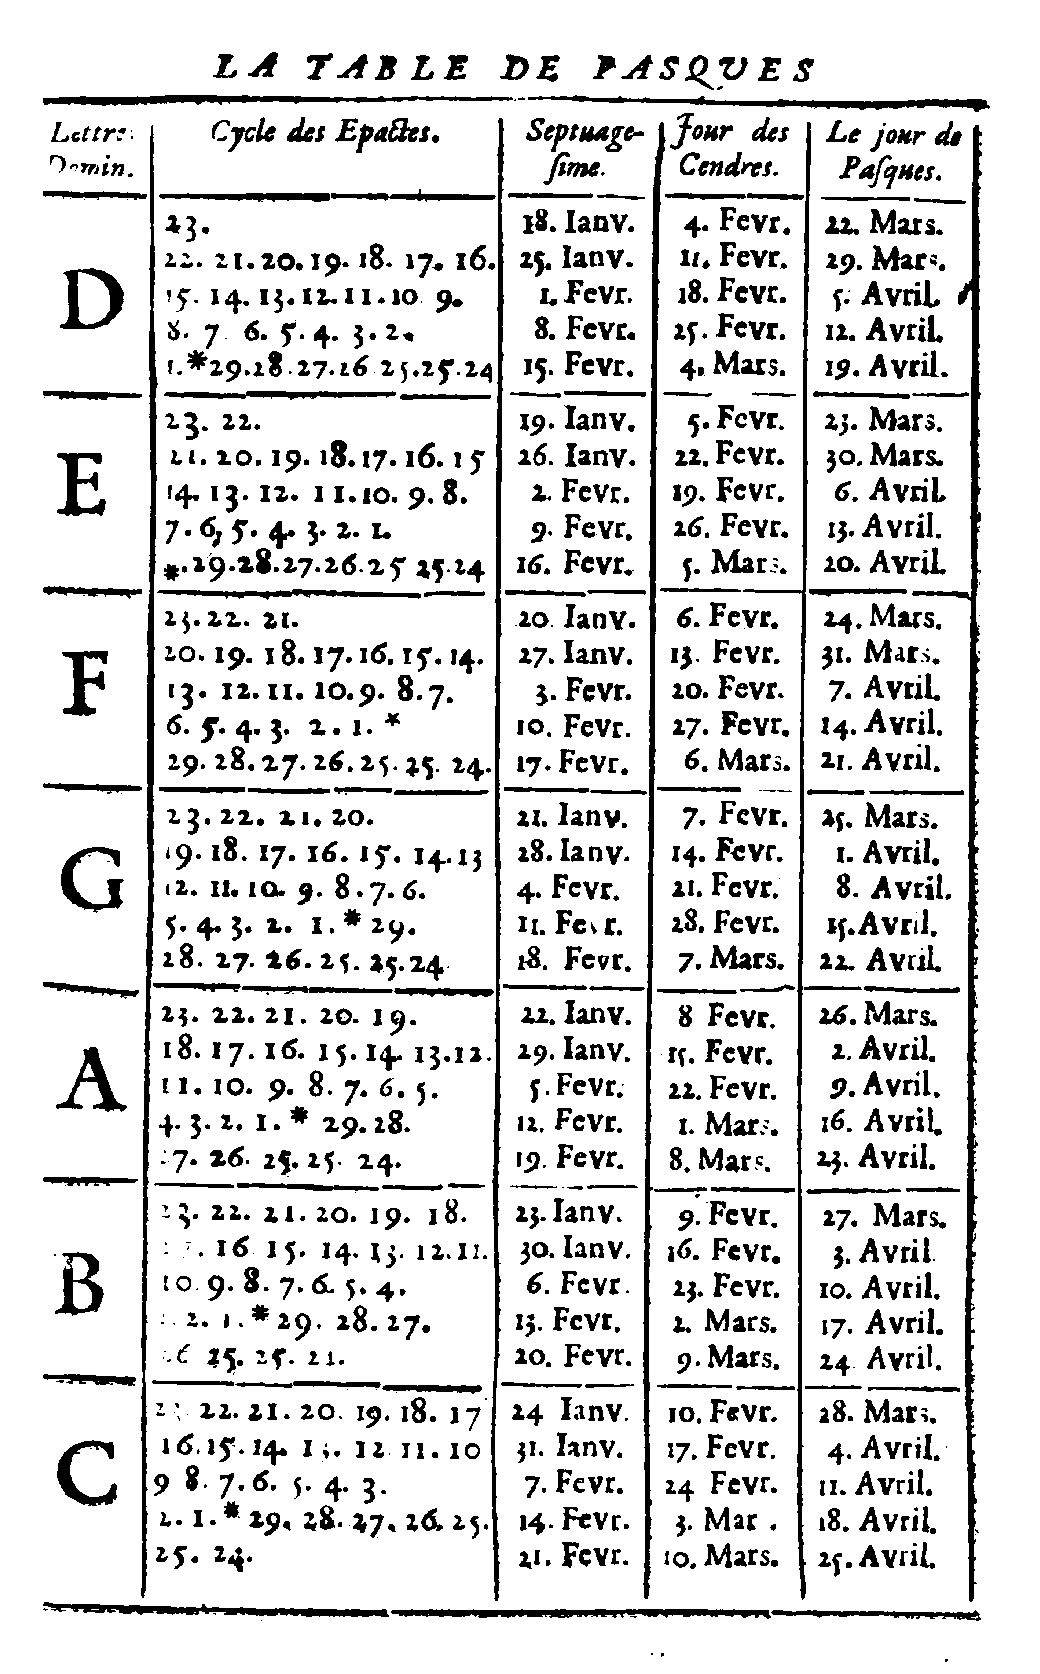 LA TABLE DE PASQUES
Lettre Cycle des Epactes. Septuage- Jour des Le jour de
Domin. sime. Cendres. Pasques.
23. 18. Ianv. 4. Fevr. 22. Mars.
22. 21. 20. 19. 18. 17. 16. 25. Ianv. 11. Fevr. 29. Mars.
D 15. 14. 13. 12. 11. 10 9. 1. Fevr. 18. Fevr. 5. Avril.
8. 7 6. 5. 4. 3. 2. 8. Fevr. 25. Fevr. 12. Avril.
1. *29. 28. 27. 26 25. 25. 24 15. Fevr. 4. Mars. 19. Avril.
23. 22. 19. Ianv. 5. Fevr. 23. Mars.
21. 20. 19. 18. 17. 16. 15 26. Ianv. 22. Fevr. 30. Mars.
E 14. 13. 12. 11. 10. 9. 8. 2. Fevr. 19. Fevr. 6. Avril.
7. 6, 5. 4. 3. 2. 1. 9. Fevr. 26. Fevr. 13. Avril.
*. 29. 28. 27. 26. 25 25. 24 16. Fevr. 5. Mars. 20. Avril.
23. 22. 21. 20. Ianv. 6. Fevr. 24. Mars.
20. 19. 18. 17. 16. 15. 14. 27. Ianv. 13. Fevr. 31. Mars.
F 13. 12. 11. 10. 9. 8. 7. 3. Fevr. 20. Fevr. 7. Avril.
6. 5. 4. 3. 2. 1. * 10. Fevr. 27. Fevr. 14. Avril.
29. 28. 27. 26. 25. 25. 24. 17. Fevr. 6. Mars. 21. Avril.
23. 22. 21. 20. 21. Ianv. 7. Fevr. 25. Mars.
19. 18. 17. 16. 15. 14. 13 28. Ianv. 14. Fevr. 1. Avril.
G 12. 11. 10. 9. 8. 7. 6. 4. Fevr. 21. Fevr. 8. Avril.
5. 4. 3. 2. 1. * 29. 11. Fevr. 28. Fevr. 15. Avril.
28. 27. 26. 25. 25. 24 18. Fevr. 7. Mars. 22. Avril.
23. 22. 21. 20. 19. 22. Ianv. 8 Fevr. 26. Mars.
18. 17. 16. 15. 14. 13. 12. 29. Ianv. 15. Fevr. 2. Avril.
A 11. 10. 9. 8. 7. 6. 5. 5. Fevr. 22. Fevr. 9. Avril.
4. 3. 2. 1. * 29. 28. 12. Fevr. 1. Mars. 16. Avril.
27. 26. 25. 25. 24. 19. Fevr. 8. Mars. 23. Avril.
23. 22. 21. 20. 19. 18. 23. Ianv. 9. Fevr. 27. Mars.
16 15. 14. 13. 12. 11. 30. Ianv. 16. Fevr. 3. Avril
B 10. 9. 8. 7. 6. 5. 4. 6. Fevr. 23. Fevr. 10. Avril.
2. 1. * 29. 28. 27. 13. Fevr. 2. Mars. 17. Avril.
26 25. 25. 21. 20. Fevr. 9. Mars. 24 Avril.
22. 21. 20. 19. 18. 17 24 Ianv. 10. Fevr. 28. Mars.
16. 15. 14. 13. 12 11. 10 31. Ianv. 17. Fevr. 4. Avril.
C 9 8. 7. 6. 5. 4. 3. 7. Fevr. 24 Fevr. 11. Avril.
2. 1. * 29. 28. 27. 26. 25. 14. Fevr. 3. Mar . 18. Avril.
25. 24. 21. Fevr. 10. Mars. 25. Avril.